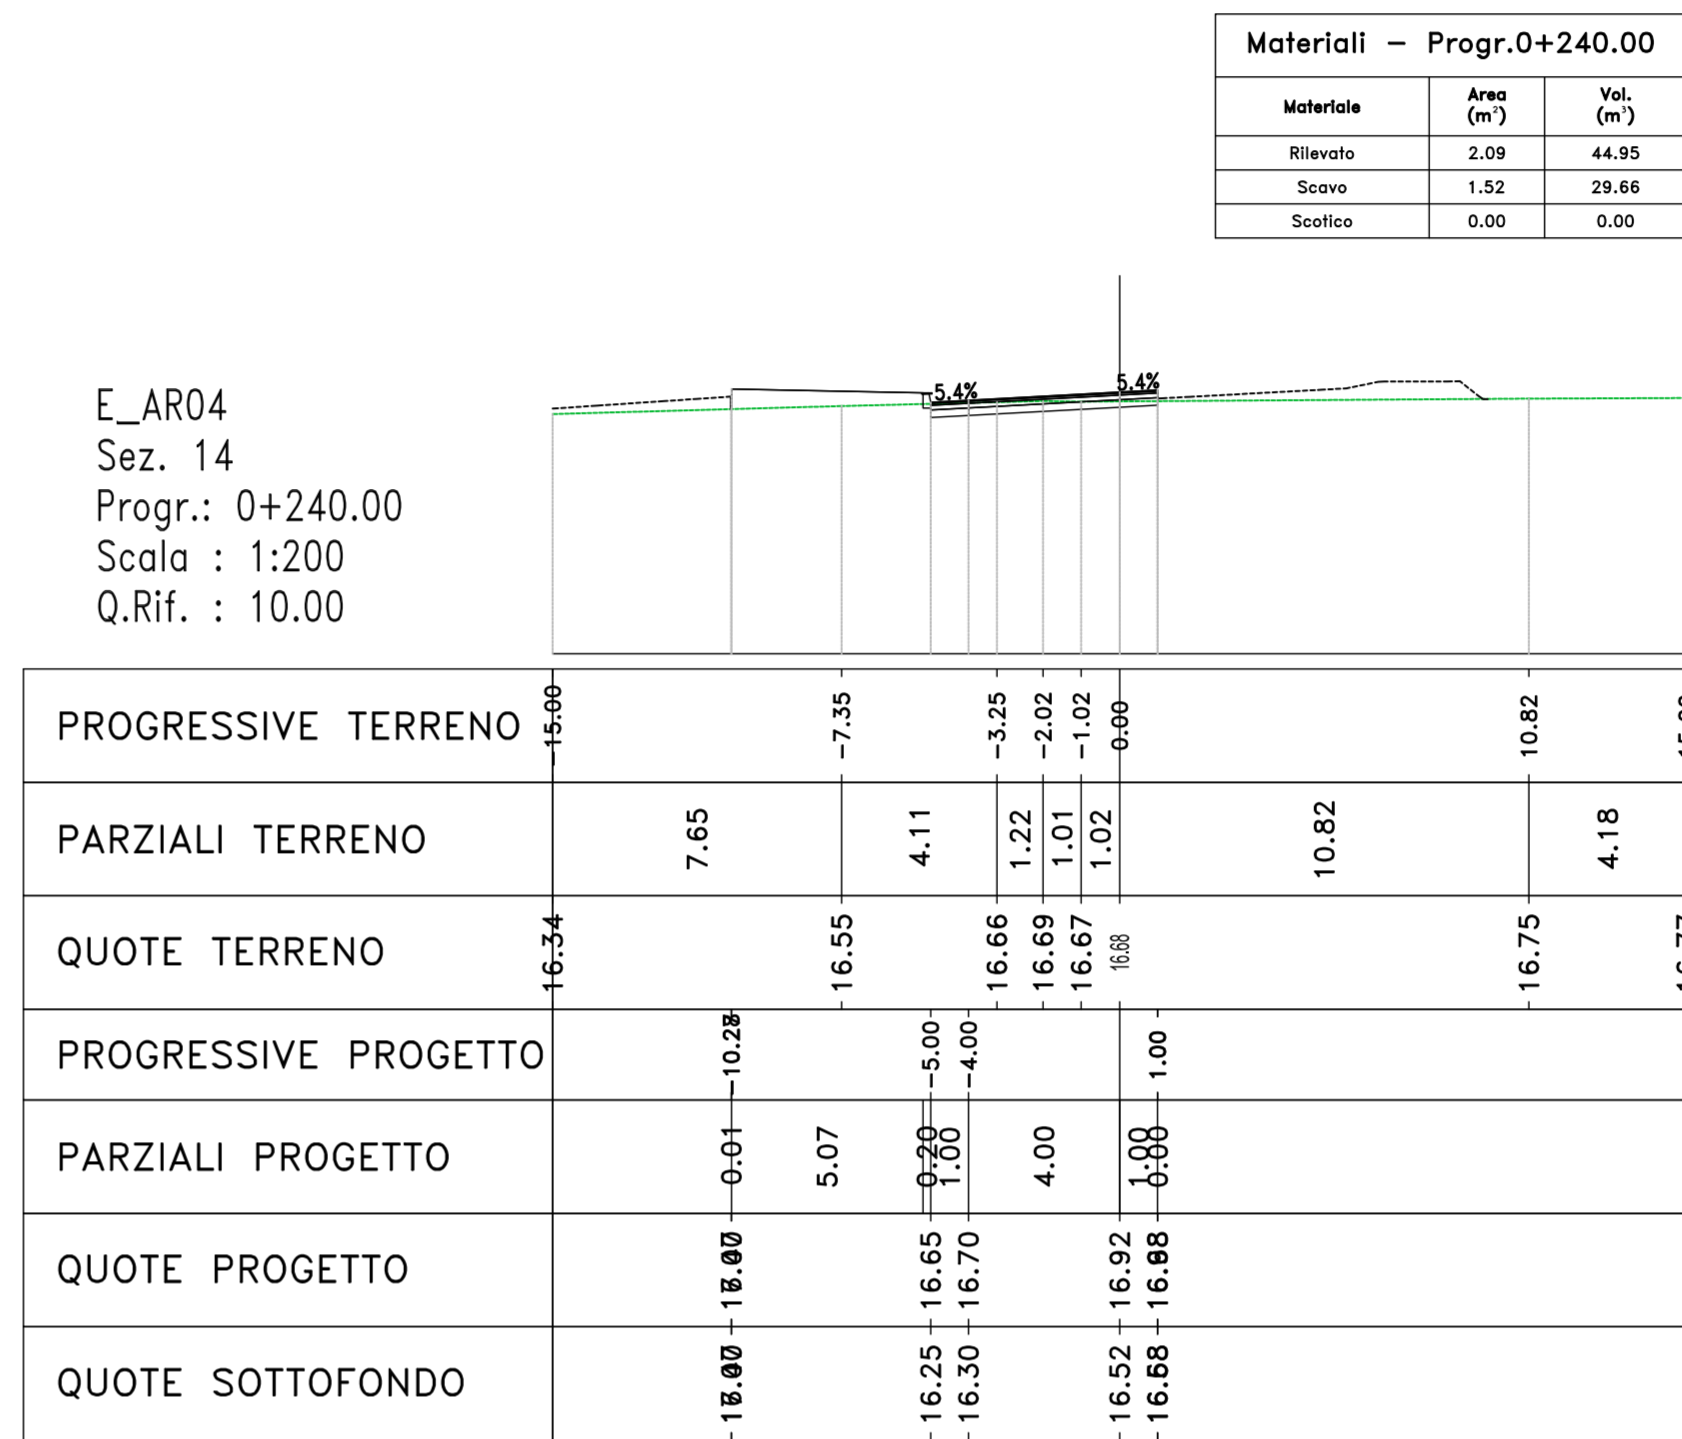 Materiali - Progr.0+240.00
Materiale Area (m²) Vol. (m³)
Rilevato 2.09 44.95
Scavo 1.52 29.66
Scotico 0.00 0.00
5.4% 5.4%
E_AR04
Sez. 14
Progr.: 0+240.00
Scala : 1:200
Q.Rif. : 10.00
PROGRESSIVE TERRENO -15.00 -7.35 -3.25 -2.02 -1.02 0.00 10.82
PARZIALI TERRENO 7.65 4.11 1.22 1.01 1.02 10.82 4.18
QUOTE TERRENO 16.34 16.55 16.66 16.69 16.67 16.68 16.75
PROGRESSIVE PROGETTO -5.00 -4.00 1.00
PARZIALI PROGETTO 0.01 5.07 0.20 1.00 4.00 1.00 0.00
QUOTE PROGETTO 16.65 16.70 16.92
QUOTE SOTTOFONDO 16.25 16.30 16.52